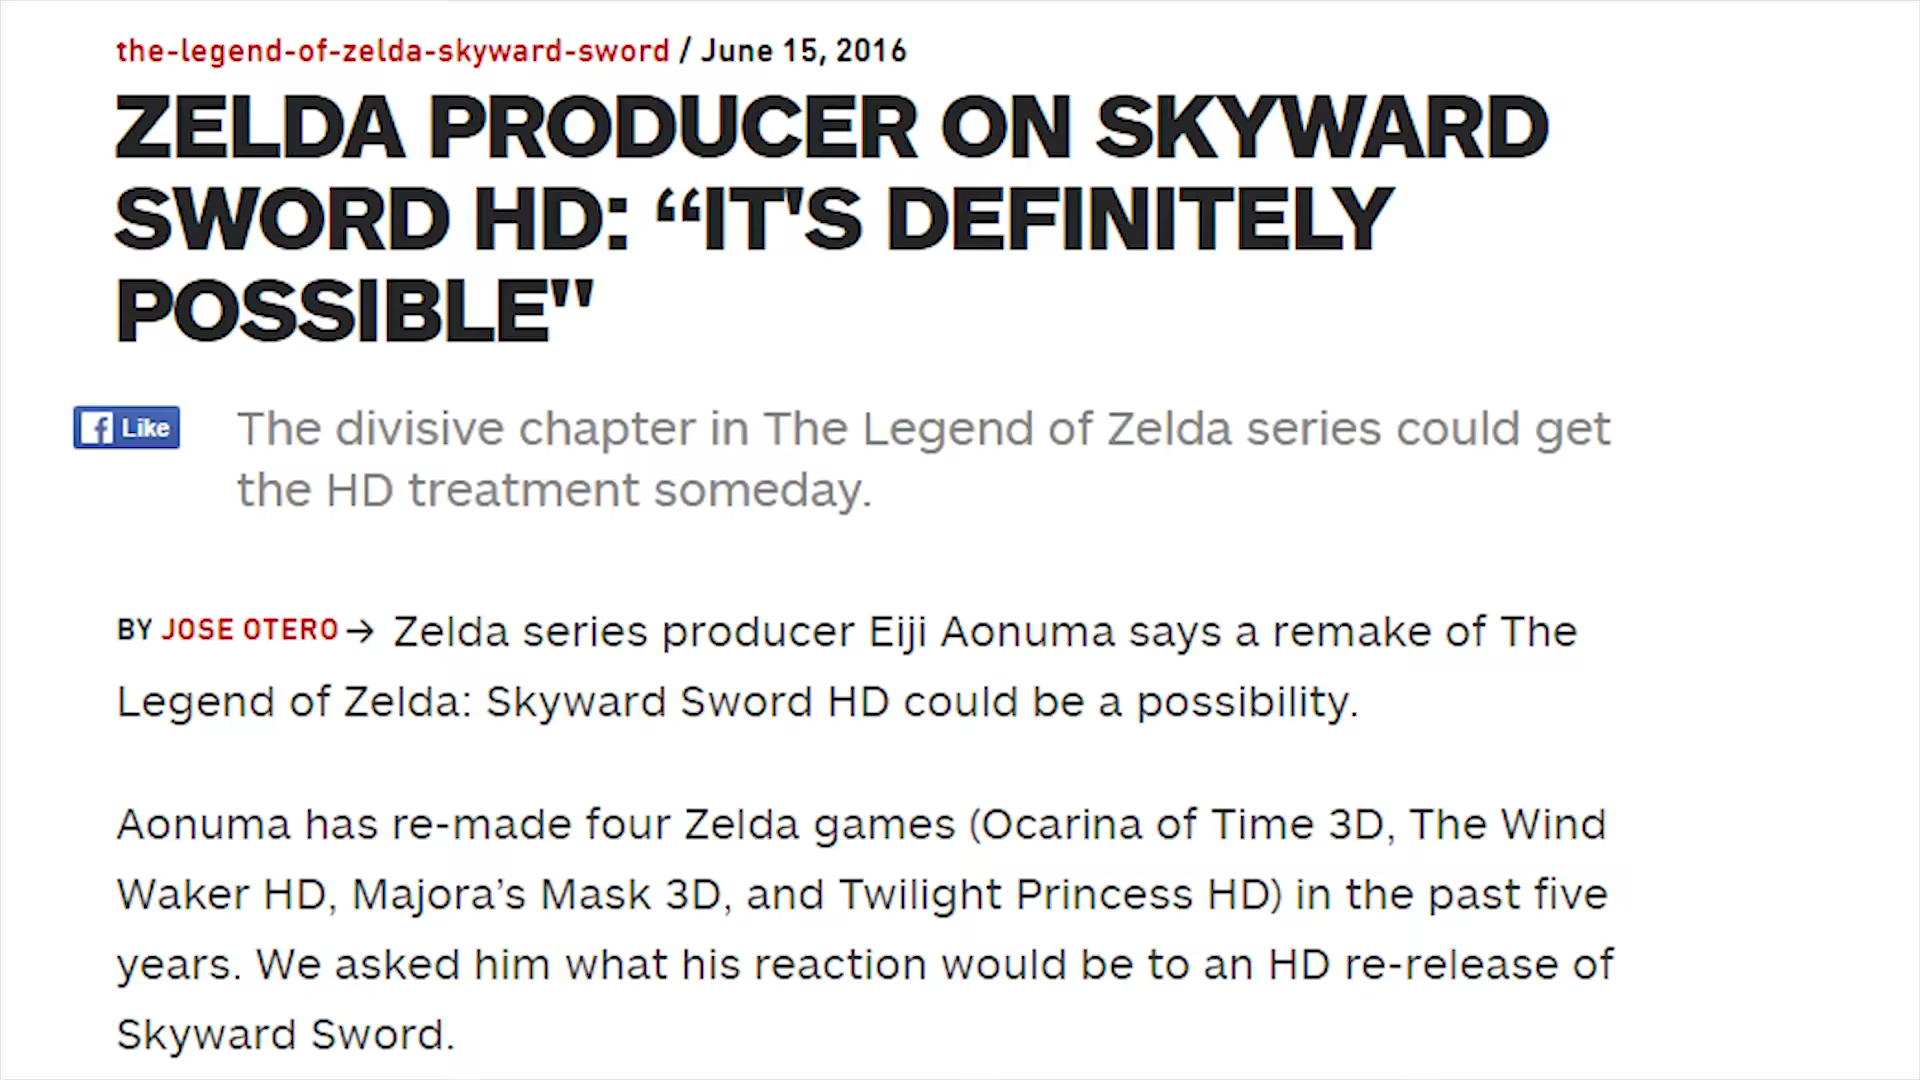 the-legend-of-zelda-skyward-sword / June 15, 2016
ZELDA PRODUCER ON SKYWARD
SWORD HD: “IT'S DEFINITELY
POSSIBLE"
Like
The divisive chapter in The Legend of Zelda series could get
the HD treatment someday.
BY JOSE OTERO → Zelda series producer Eiji Aonuma says a remake of The
Legend of Zelda: Skyward Sword HD could be a possibility.
Aonuma has re-made four Zelda games (Ocarina of Time 3D, The Wind
Waker HD, Majora’s Mask 3D, and Twilight Princess HD) in the past five
years. We asked him what his reaction would be to an HD re-release of
Skyward Sword.